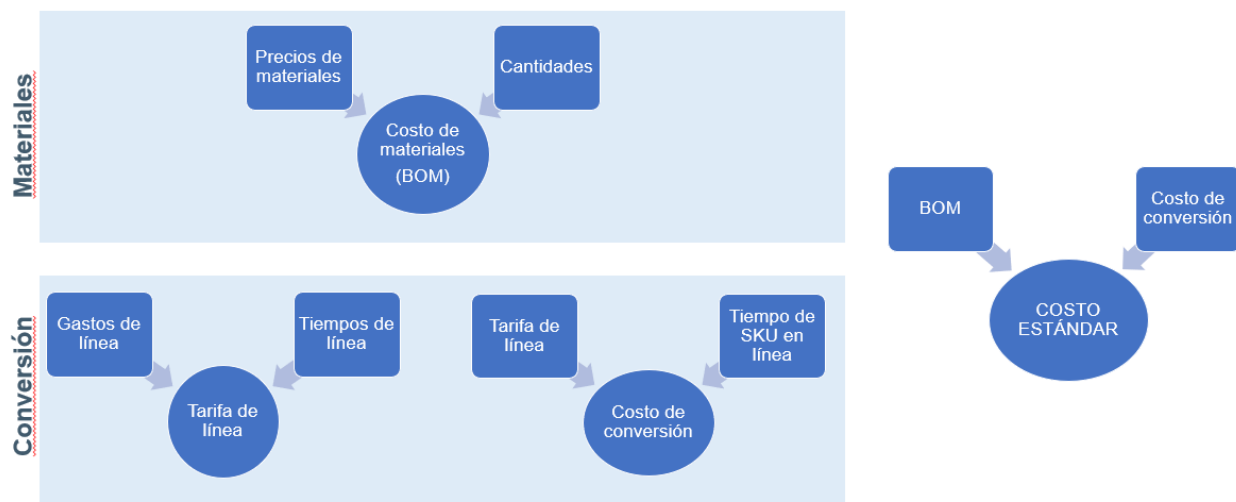 Materiales
Precios de
materiales
Cantidades
Costo de
materiales
(BOM)
Conversión
Gastos de
línea
Tiempos de
línea
Tarifa de
línea
Tarifa de
línea
Tiempo de
SKU en
línea
Costo de
conversión
BOM
Costo de
conversión
COSTO
ESTÁNDAR